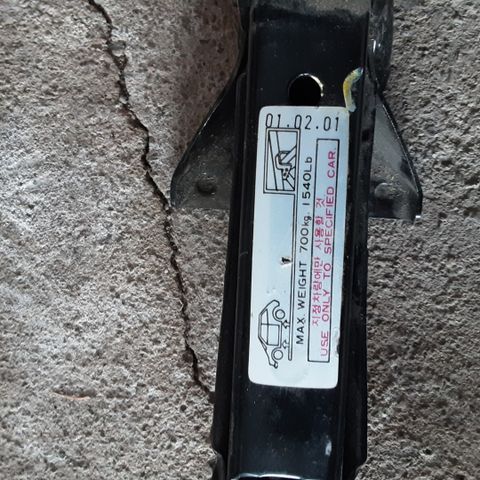 01.02.01
MAX. WEIGHT 700kg 1540Lb
지정차량에만 사용할 것
USE ONLY TO SPECIFIED CAR.